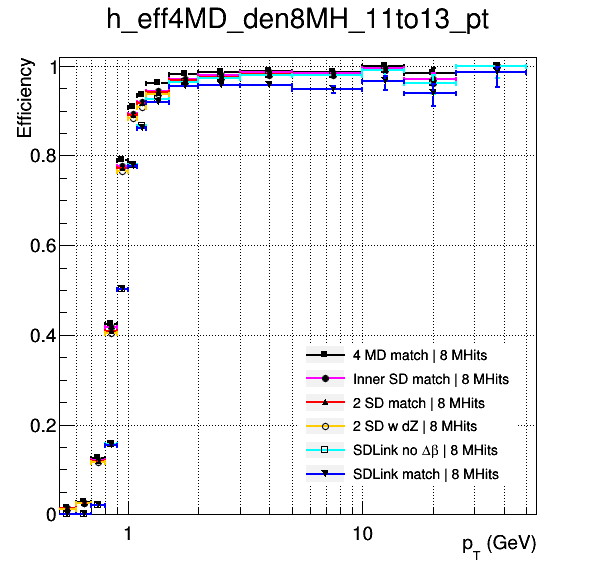 h_eff4MD_den8MH_11to13_pt
Efficiency
1
0.8
0.6
0.4
0.2
0
4 MD match | 8 MHits
Inner SD match | 8 MHits
2 SD match | 8 MHits
2 SD w dZ | 8 MHits
SDLink no Δβ | 8 MHits
SDLink match | 8 MHits
1 10
p_T (GeV)